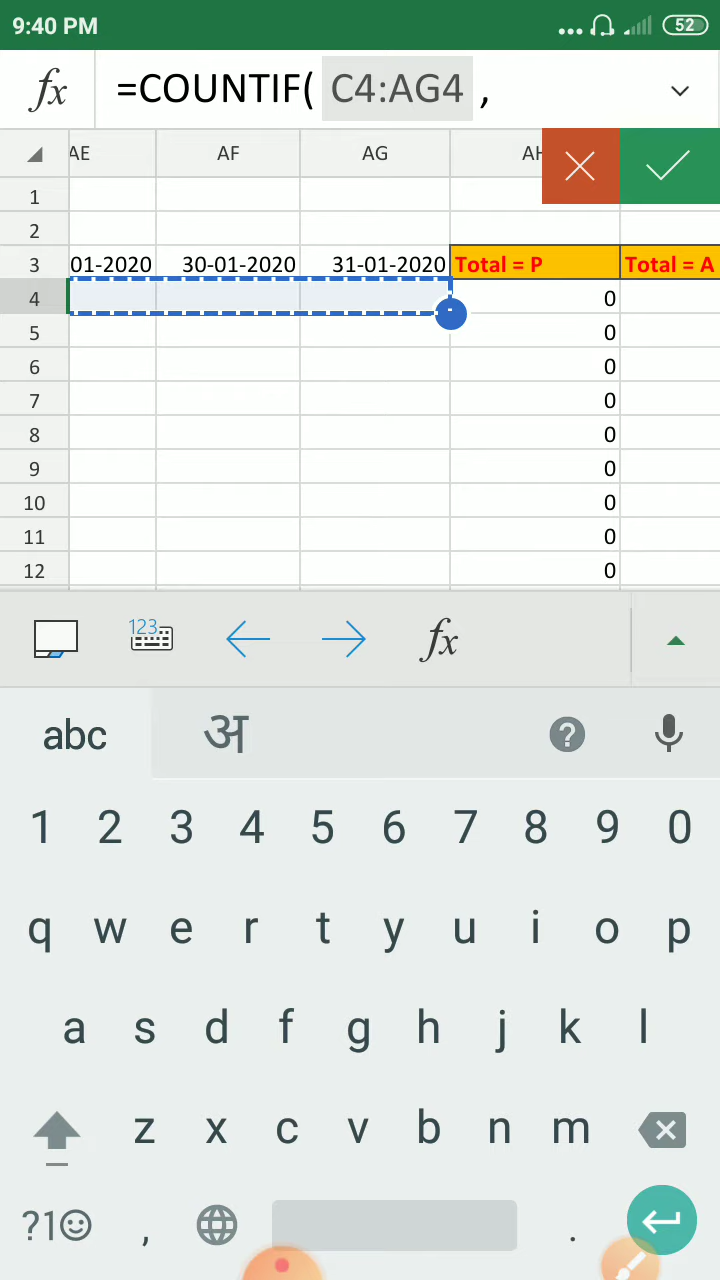 9:40 PM 52
fx =COUNTIF( C4:AG4 ,
AE AF AG AH
1
2
3 01-2020 30-01-2020 31-01-2020 Total = P Total = A
4 0
5 0
6 0
7 0
8 0
9 0
10 0
11 0
12 0
123 fx
abc अ ?
1 2 3 4 5 6 7 8 9 0
q w e r t y u i o p
a s d f g h j k l
z x c v b n m
?1☺ , .